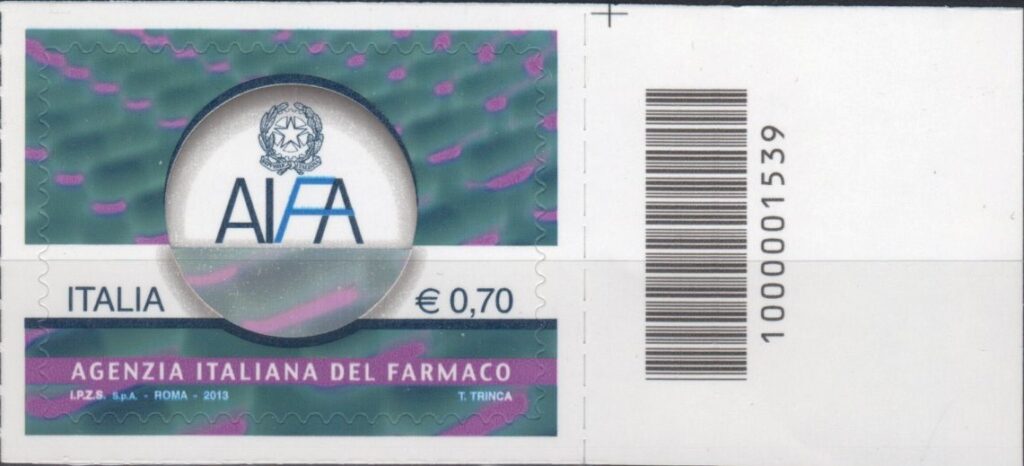 AIFA
ITALIA
€ 0,70
AGENZIA ITALIANA DEL FARMACO
I.P.Z.S. S.p.A. - ROMA - 2013
T. TRINCA
1000001539